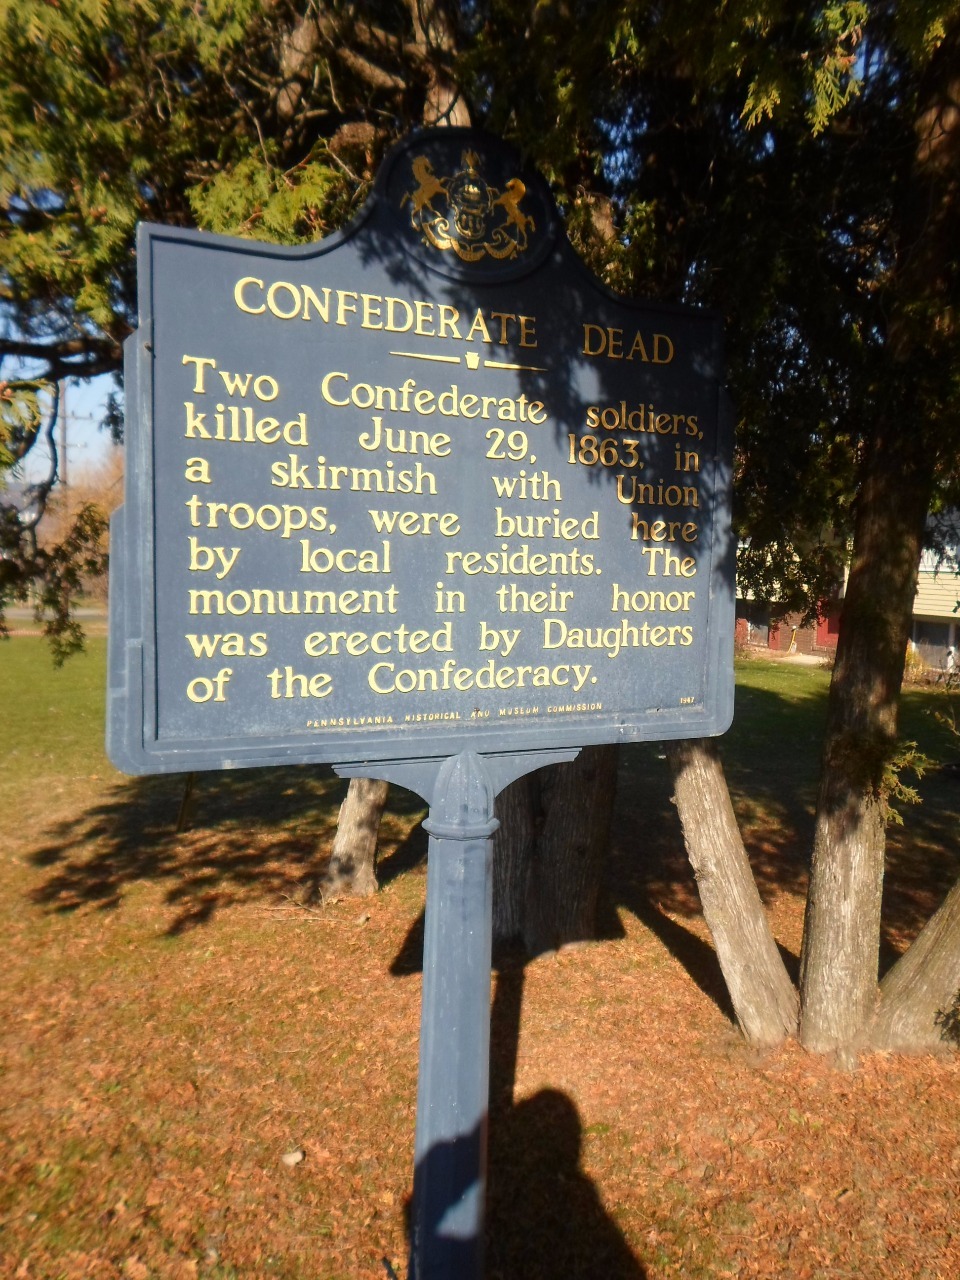 CONFEDERATE DEAD
Two Confederate soldiers,
killed June 29, 1863, in
a skirmish with Union
troops, were buried here
by local residents. The
monument in their honor
was erected by Daughters
of the Confederacy.
PENNSYLVANIA HISTORICAL AND MUSEUM COMMISSION 1947